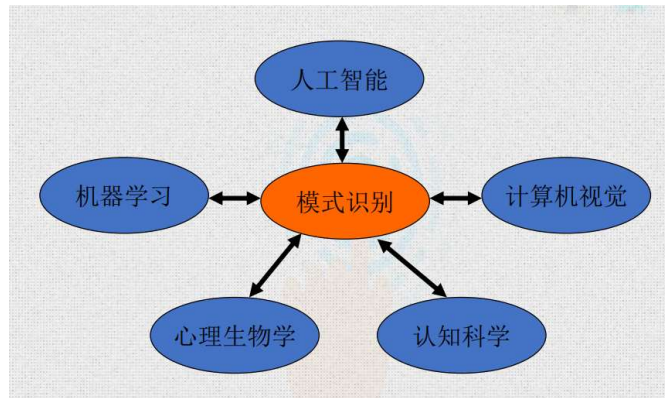 人工智能
机器学习
模式识别
计算机视觉
心理生物学
认知科学